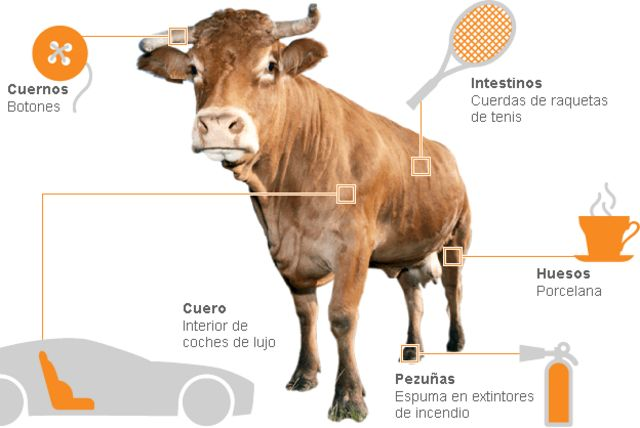 Cuernos
Botones
Intestinos
Cuerdas de raquetas
de tenis
Huesos
Porcelana
Cuero
Interior de
coches de lujo
Pezuñas
Espuma en extintores
de incendio